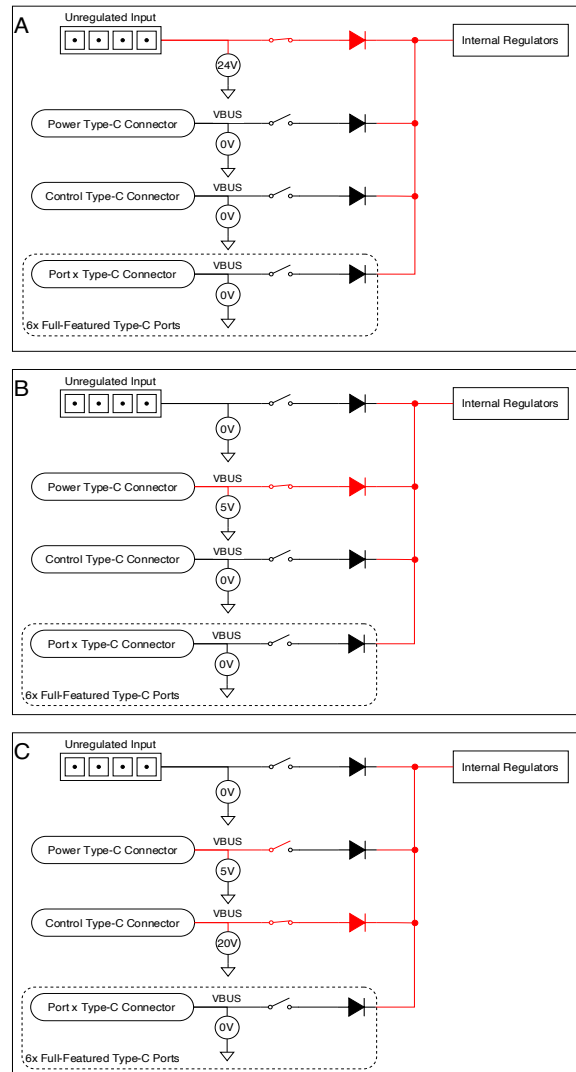 A
Unregulated Input
Internal Regulators
24V
Power Type-C Connector
VBUS
0V
Control Type-C Connector
VBUS
0V
Port x Type-C Connector
VBUS
0V
6x Full-Featured Type-C Ports
B
Unregulated Input
Internal Regulators
0V
Power Type-C Connector
VBUS
5V
Control Type-C Connector
VBUS
0V
Port x Type-C Connector
VBUS
0V
6x Full-Featured Type-C Ports
C
Unregulated Input
Internal Regulators
0V
Power Type-C Connector
VBUS
5V
Control Type-C Connector
VBUS
20V
Port x Type-C Connector
VBUS
0V
6x Full-Featured Type-C Ports